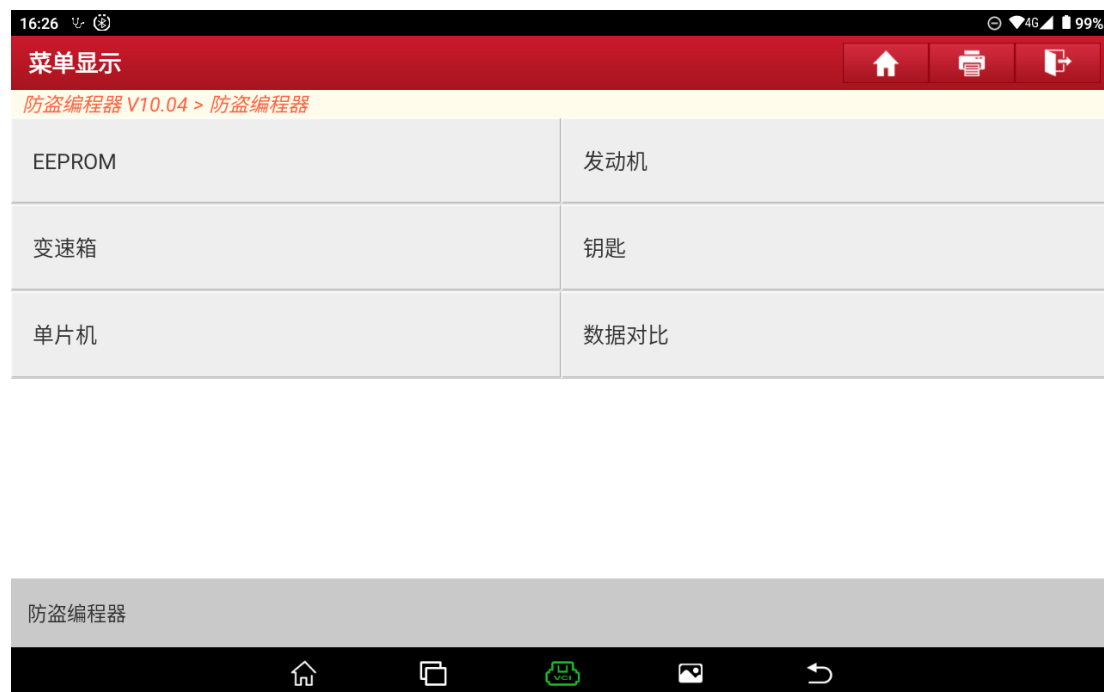 16:26 4G 99%
菜单显示
防盗编程器 V10.04 > 防盗编程器
EEPROM 发动机
变速箱 钥匙
单片机 数据对比
防盗编程器
VCI